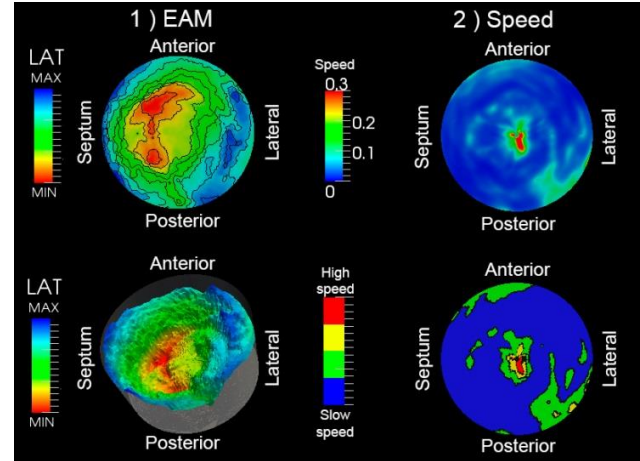 1 ) EAM
2 ) Speed
LAT
MAX
MIN
Anterior
Septum
Lateral
Posterior
Speed
0.3
0.2
0.1
0
Anterior
Septum
Lateral
Posterior
LAT
MAX
MIN
Anterior
Septum
Lateral
Posterior
High
speed
Slow
speed
Anterior
Septum
Lateral
Posterior